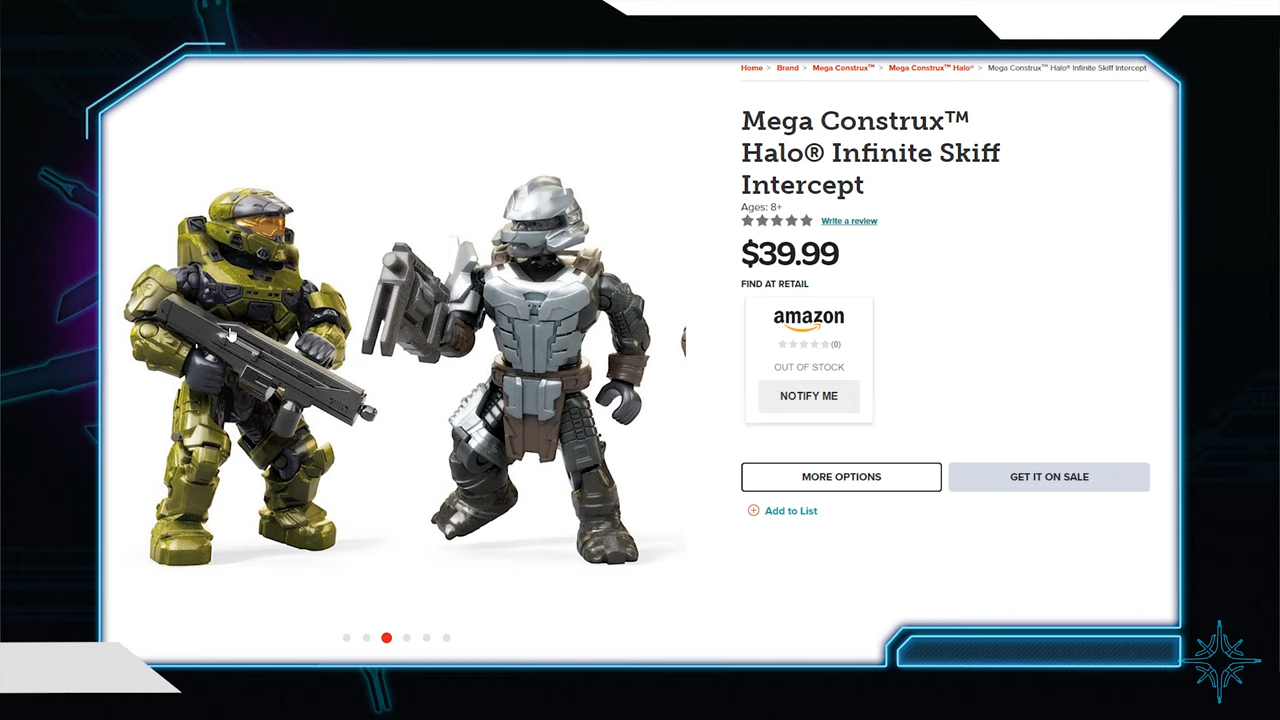 Home > Brand > Mega Construx™ > Mega Construx™ Halo® > Mega Construx™ Halo® Infinite Skiff Intercept
Mega Construx™
Halo® Infinite Skiff
Intercept
Ages: 8+
Write a review
$39.99
FIND AT RETAIL
amazon
(0)
OUT OF STOCK
NOTIFY ME
MORE OPTIONS
GET IT ON SALE
Add to List